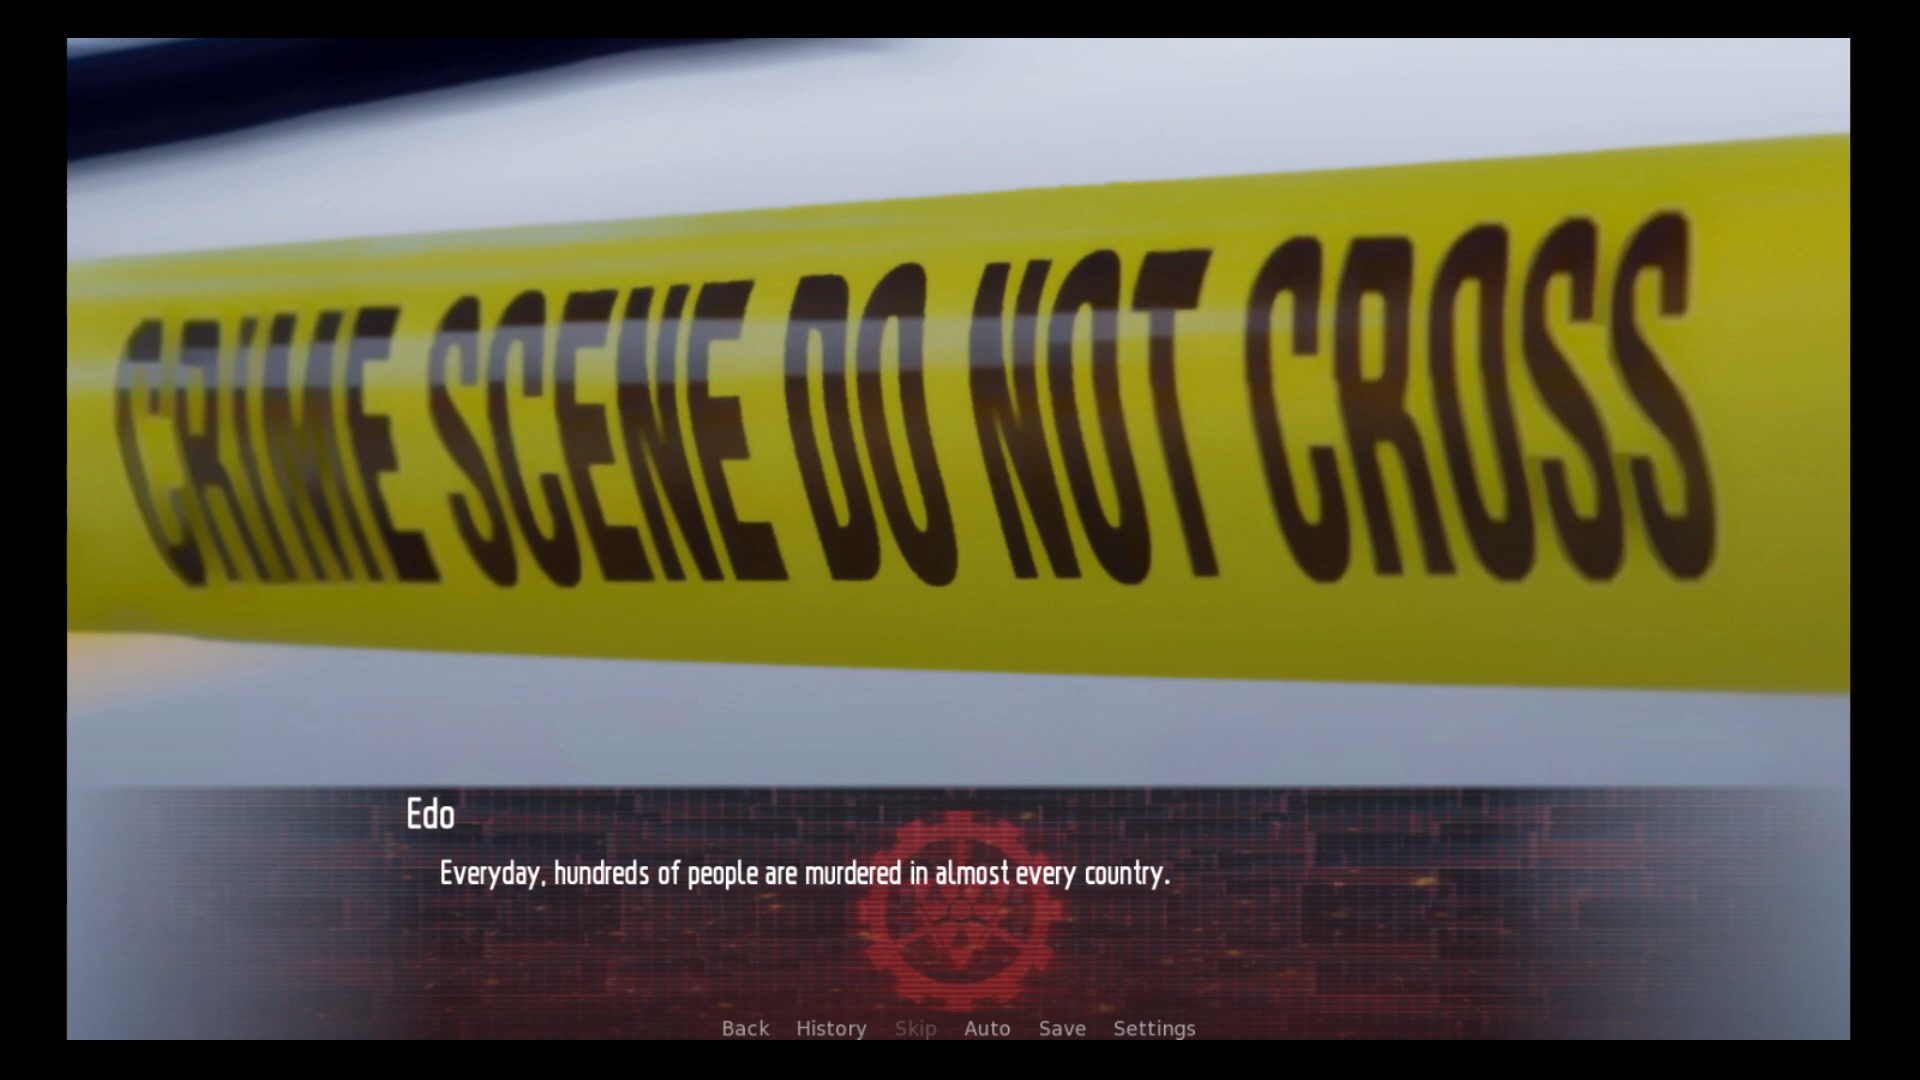 CRIME SCENE DO NOT CROSS
Edo
Everyday, hundreds of people are murdered in almost every country.
Back History Skip Auto Save Settings